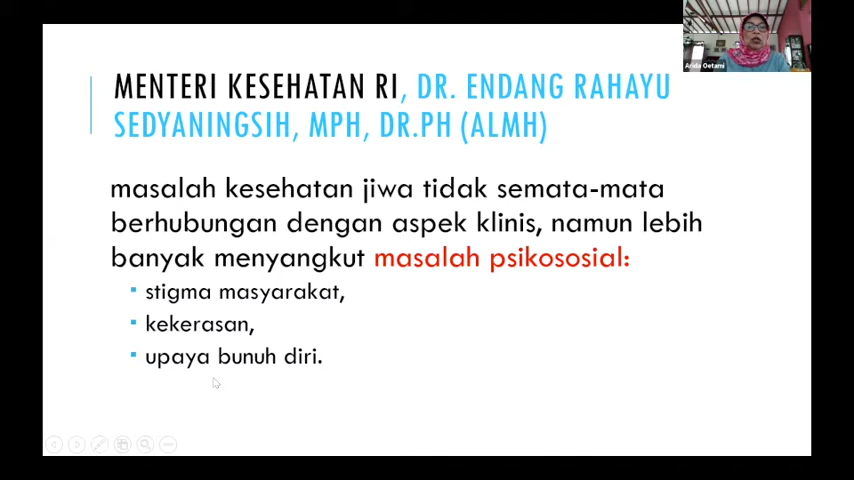 MENTERI KESEHATAN RI, DR. ENDANG RAHAYU
SEDYANINGSIH, MPH, DR.PH (ALMH)
masalah kesehatan jiwa tidak semata-mata
berhubungan dengan aspek klinis, namun lebih
banyak menyangkut masalah psikososial:
stigma masyarakat,
kekerasan,
upaya bunuh diri.
Arida Oetami